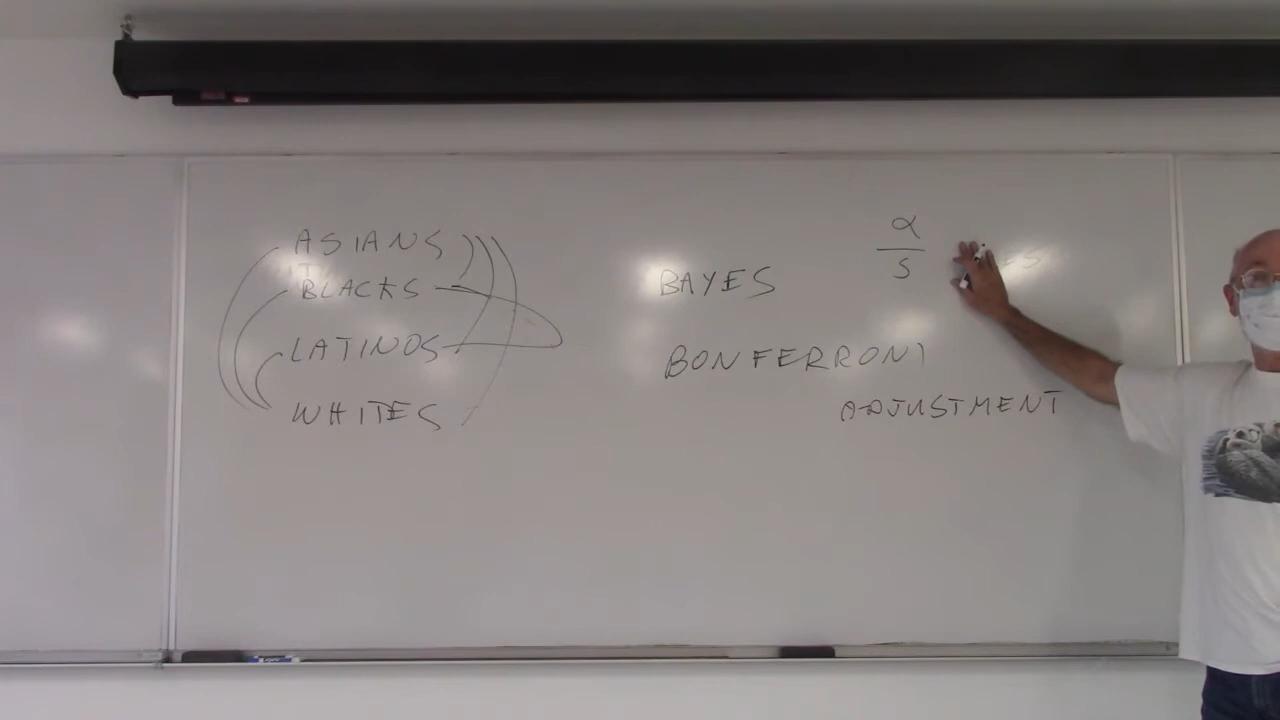 ASIANS
BLACKS
LATINOS
WHITES
BAYES
α
S
BONFERRONI
ADJUSTMENT